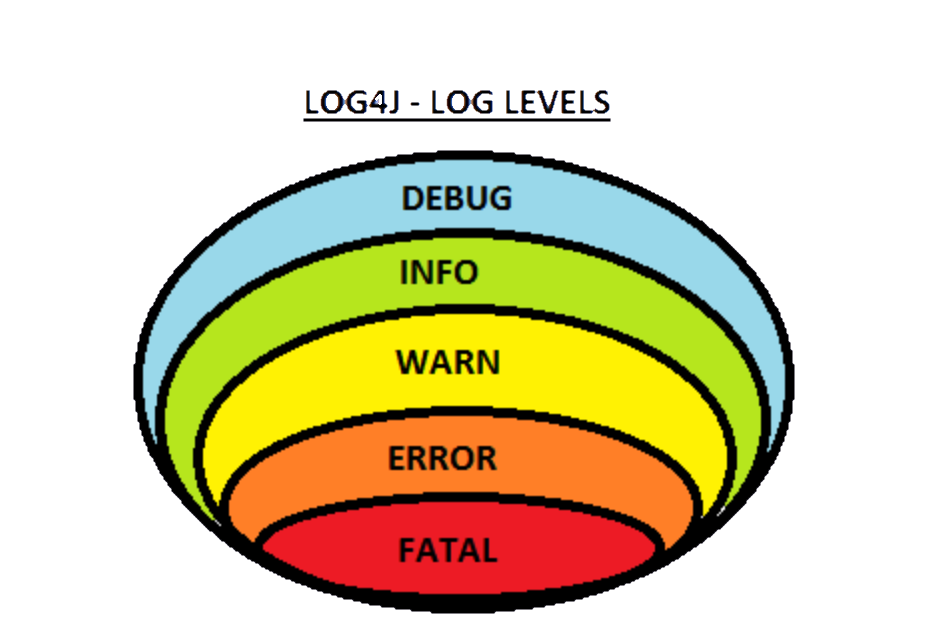 LOG4J - LOG LEVELS
DEBUG
INFO
WARN
ERROR
FATAL